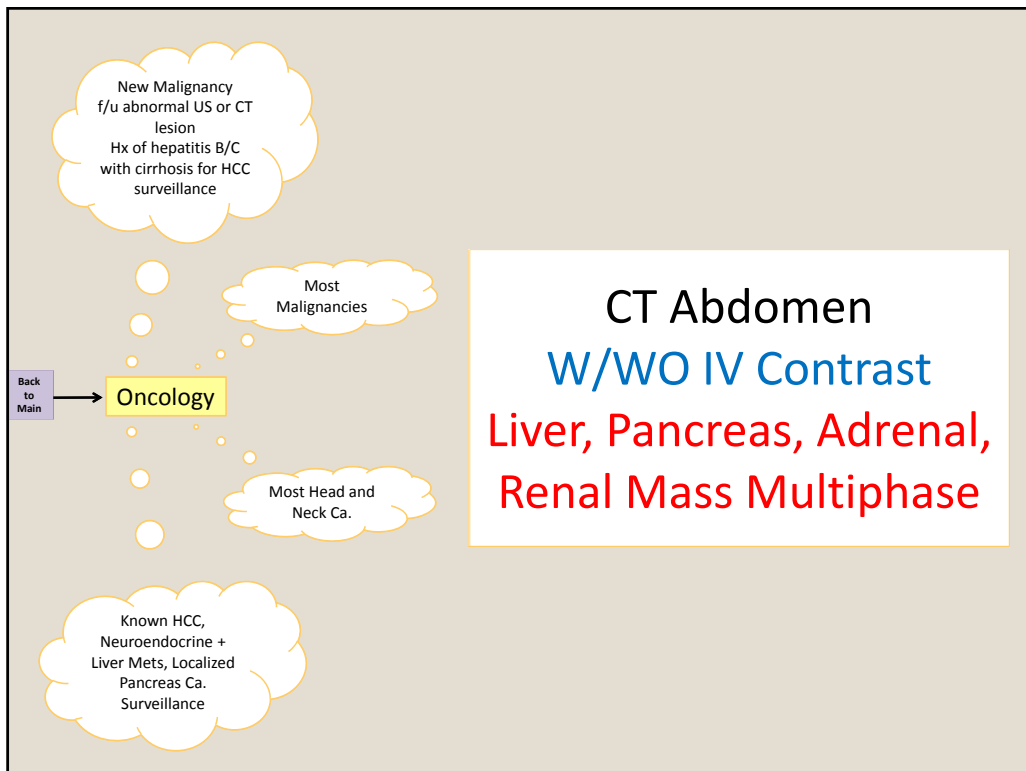 New Malignancy
f/u abnormal US or CT
lesion
Hx of hepatitis B/C
with cirrhosis for HCC
surveillance
Most
Malignancies
Back
to
Main
Oncology
Most Head and
Neck Ca.
Known HCC,
Neuroendocrine +
Liver Mets, Localized
Pancreas Ca.
Surveillance
CT Abdomen
W/WO IV Contrast
Liver, Pancreas, Adrenal,
Renal Mass Multiphase